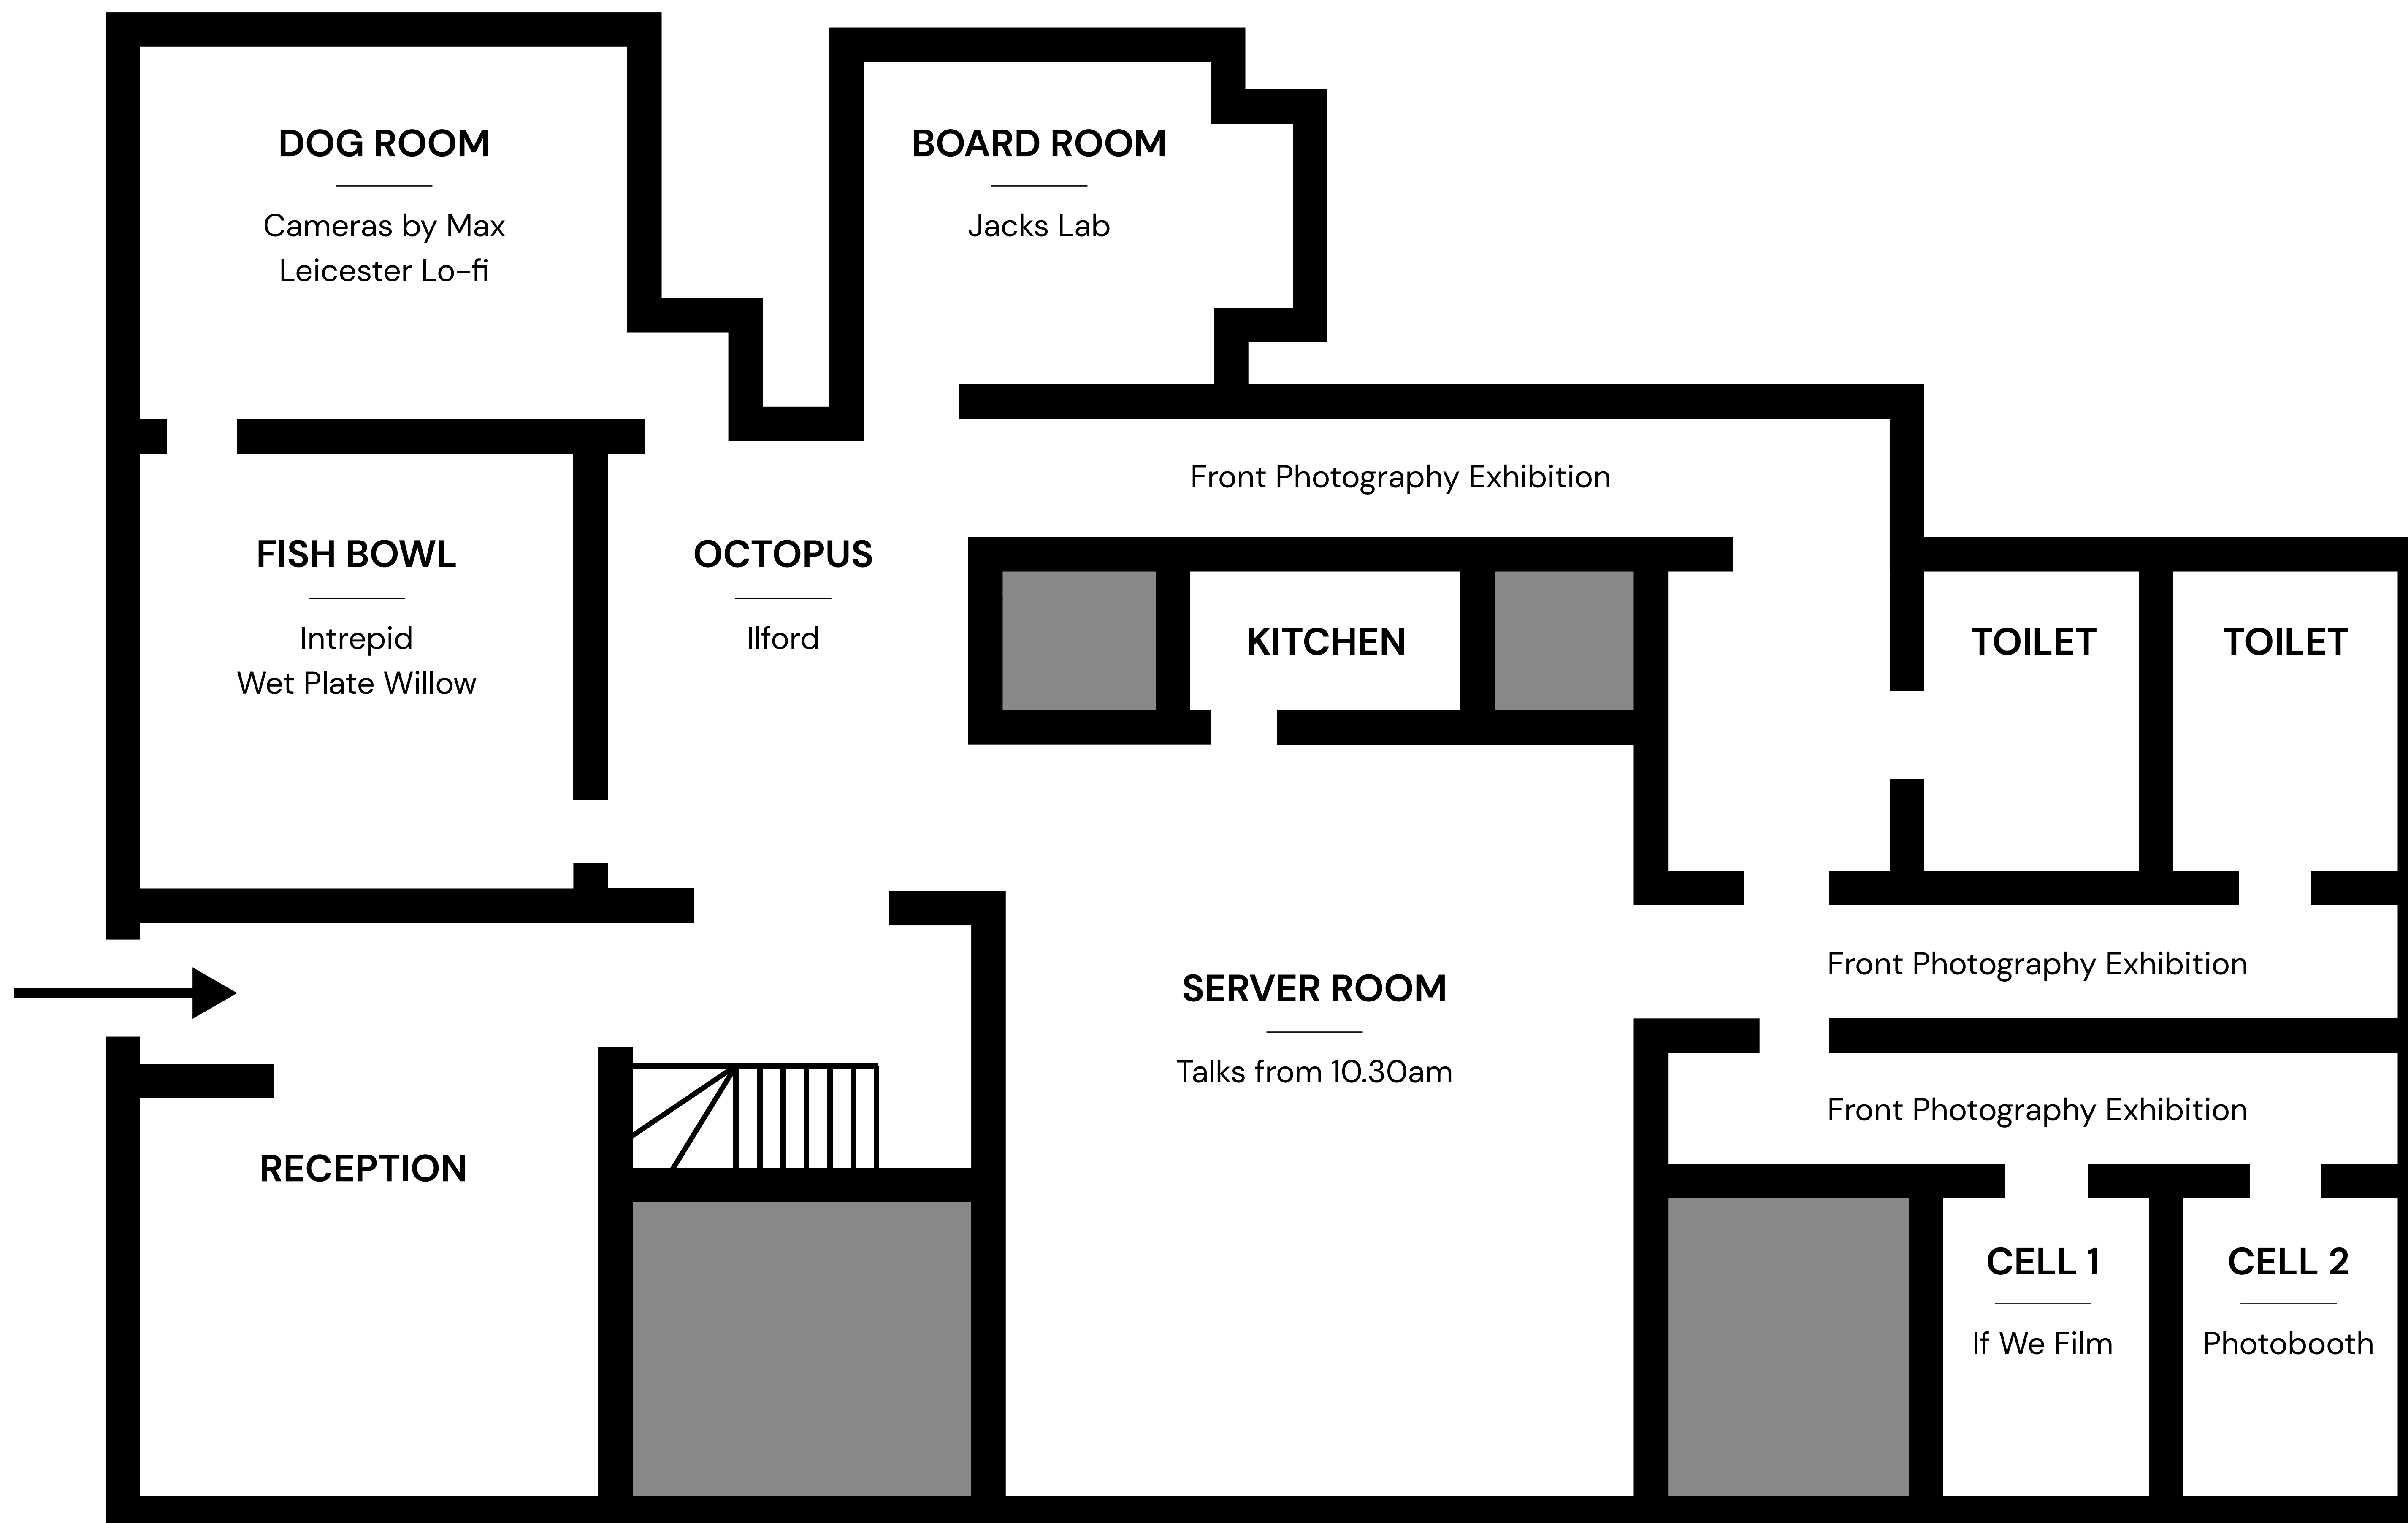 DOG ROOM
Cameras by Max
Leicester Lo-fi
BOARD ROOM
Jacks Lab
Front Photography Exhibition
FISH BOWL
Intrepid
Wet Plate Willow
OCTOPUS
Ilford
KITCHEN
TOILET
TOILET
Front Photography Exhibition
SERVER ROOM
Talks from 10.30am
Front Photography Exhibition
RECEPTION
CELL 1
If We Film
CELL 2
Photobooth